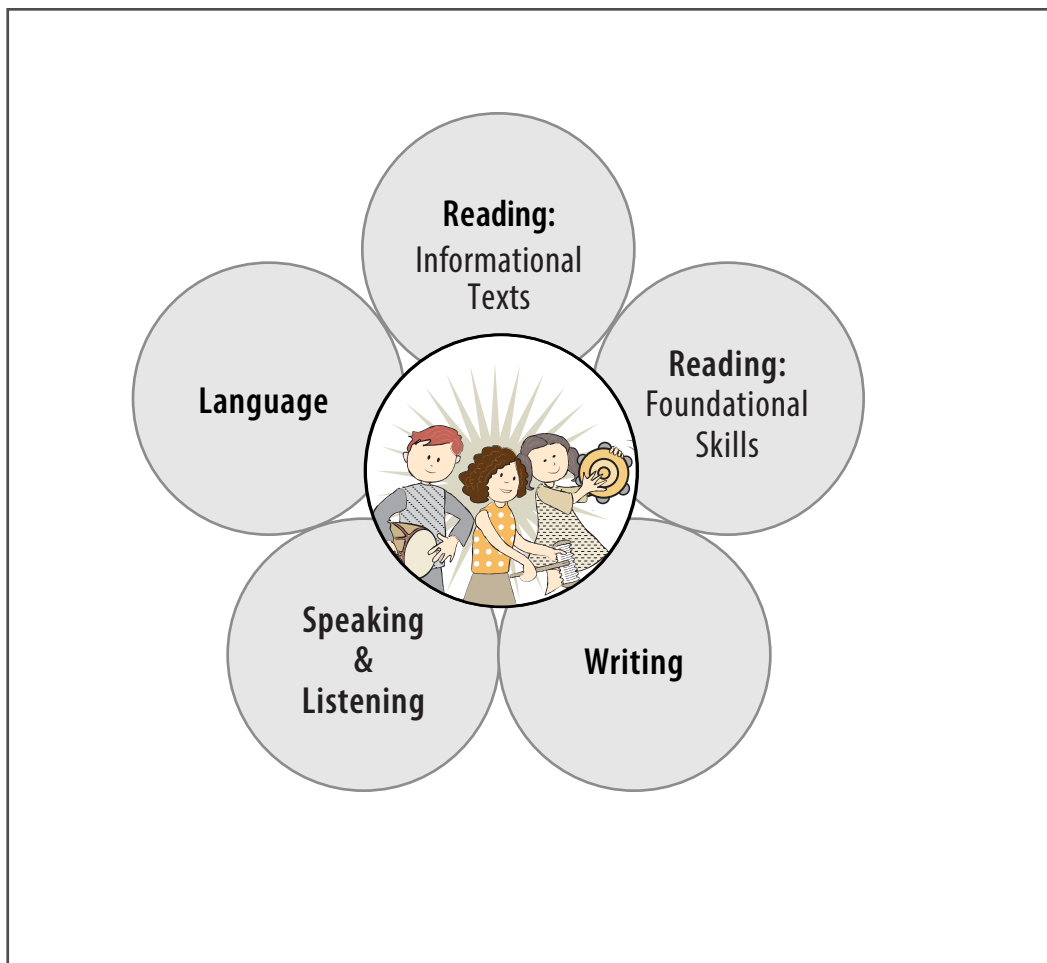 Reading:
Informational
Texts
Reading:
Foundational
Skills
Language
Speaking
&
Listening
Writing